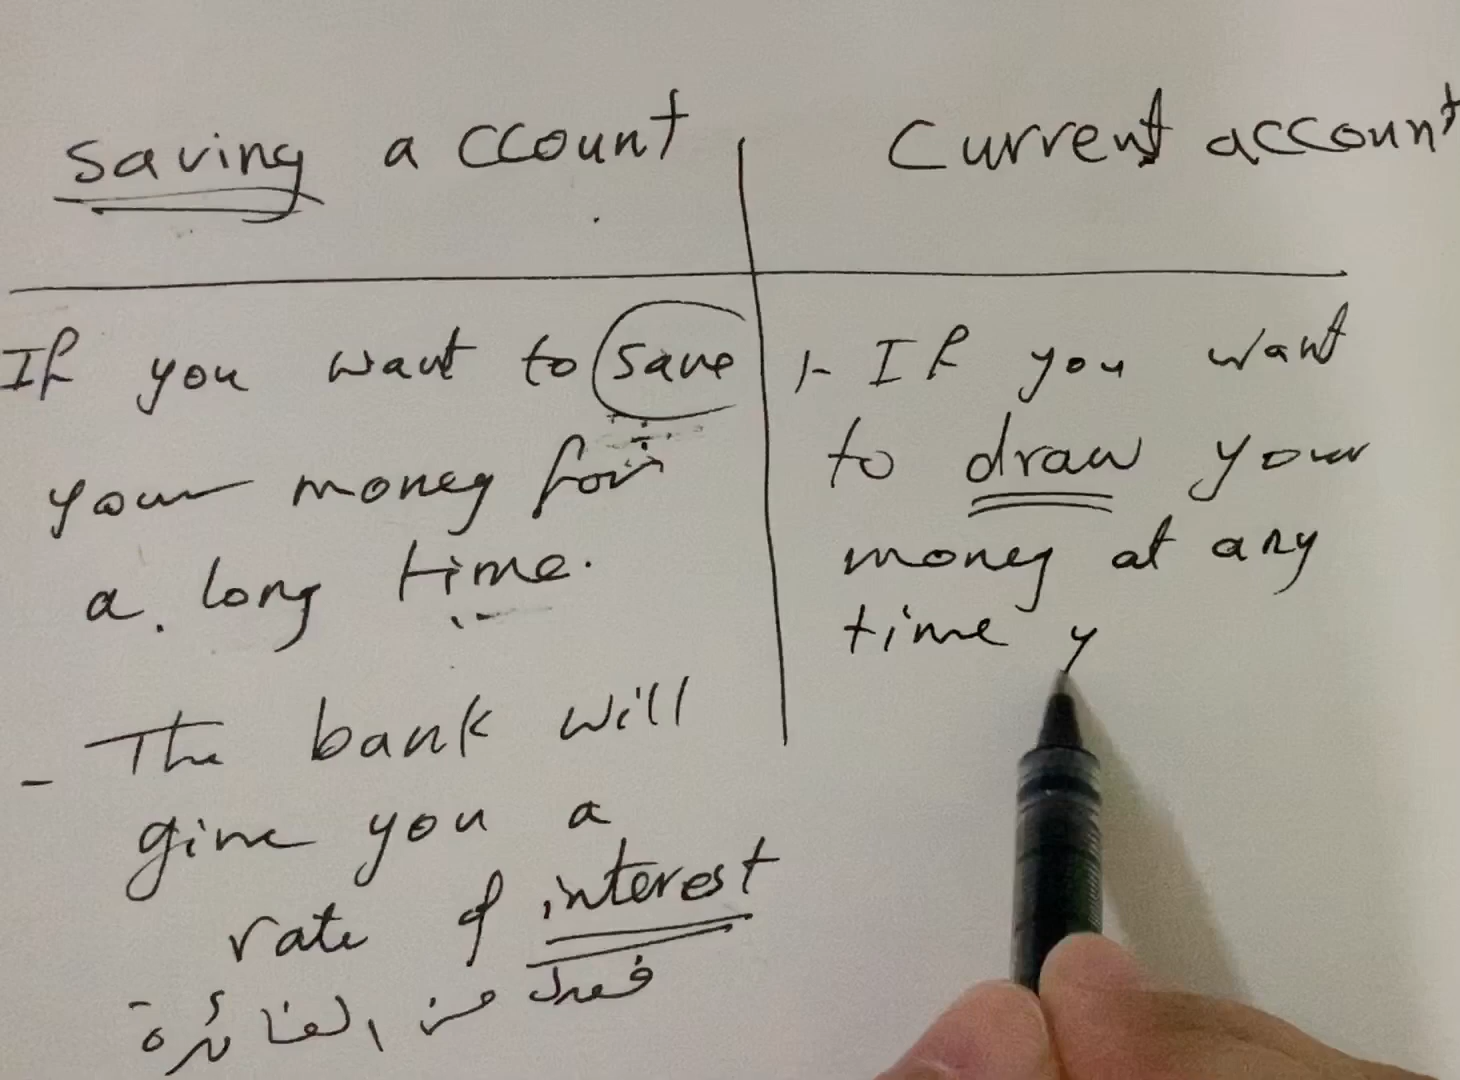 saving account
If you want to save
your money for
a long time.
- The bank will
give you a
rate of interest
فمعدل من الفائدة
Current account
1- If you want
to draw your
money at any
time y